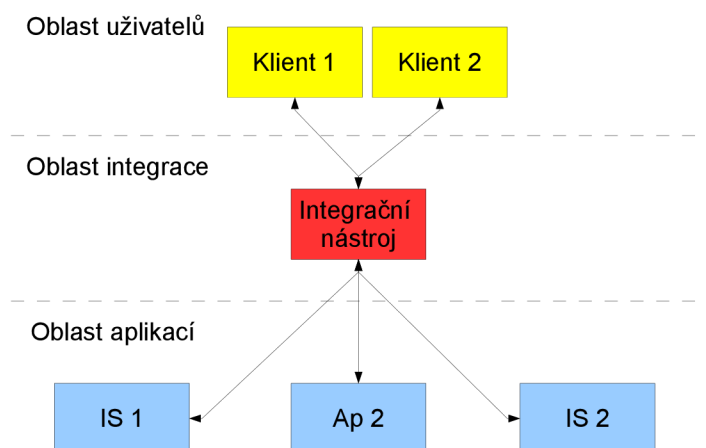 Oblast uživatelů
Klient 1
Klient 2
Oblast integrace
Integrační
nástroj
Oblast aplikací
IS 1
Ap 2
IS 2